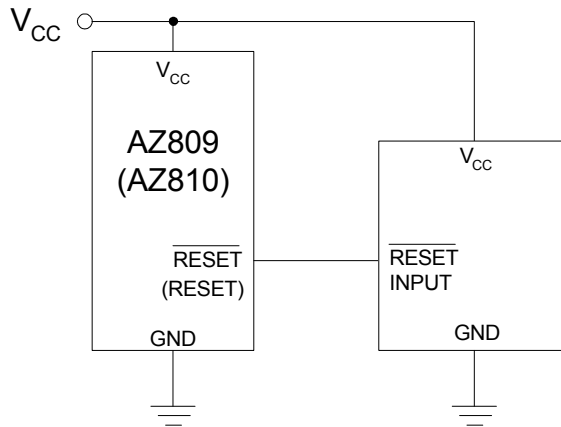 VCC
VCC
AZ809
(AZ810)
RESET
(RESET)
GND
VCC
RESET
INPUT
GND